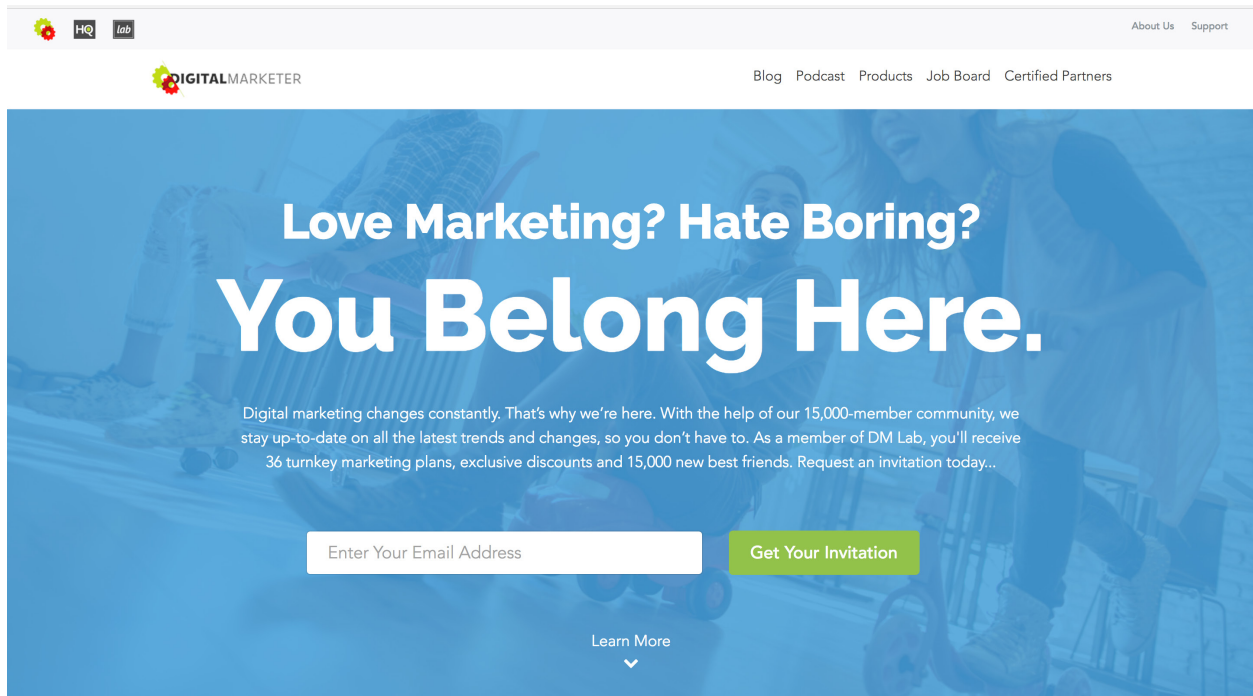 HQ
lab
About Us Support
DIGITALMARKETER
Blog Podcast Products Job Board Certified Partners
Love Marketing? Hate Boring?
You Belong Here.
Digital marketing changes constantly. That’s why we’re here. With the help of our 15,000-member community, we
stay up-to-date on all the latest trends and changes, so you don’t have to. As a member of DM Lab, you'll receive
36 turnkey marketing plans, exclusive discounts and 15,000 new best friends. Request an invitation today...
Enter Your Email Address
Get Your Invitation
Learn More